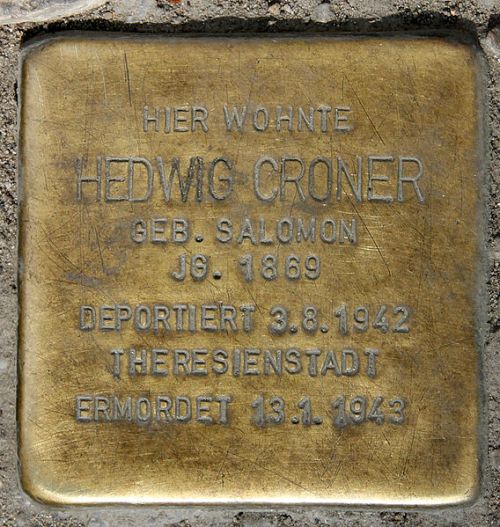 HIER WOHNTE
HEDWIG CRONER
GEB. SALOMON
JG. 1869
DEPORTIERT 3.8.1942
THERESIENSTADT
ERMORDET 13.1.1943